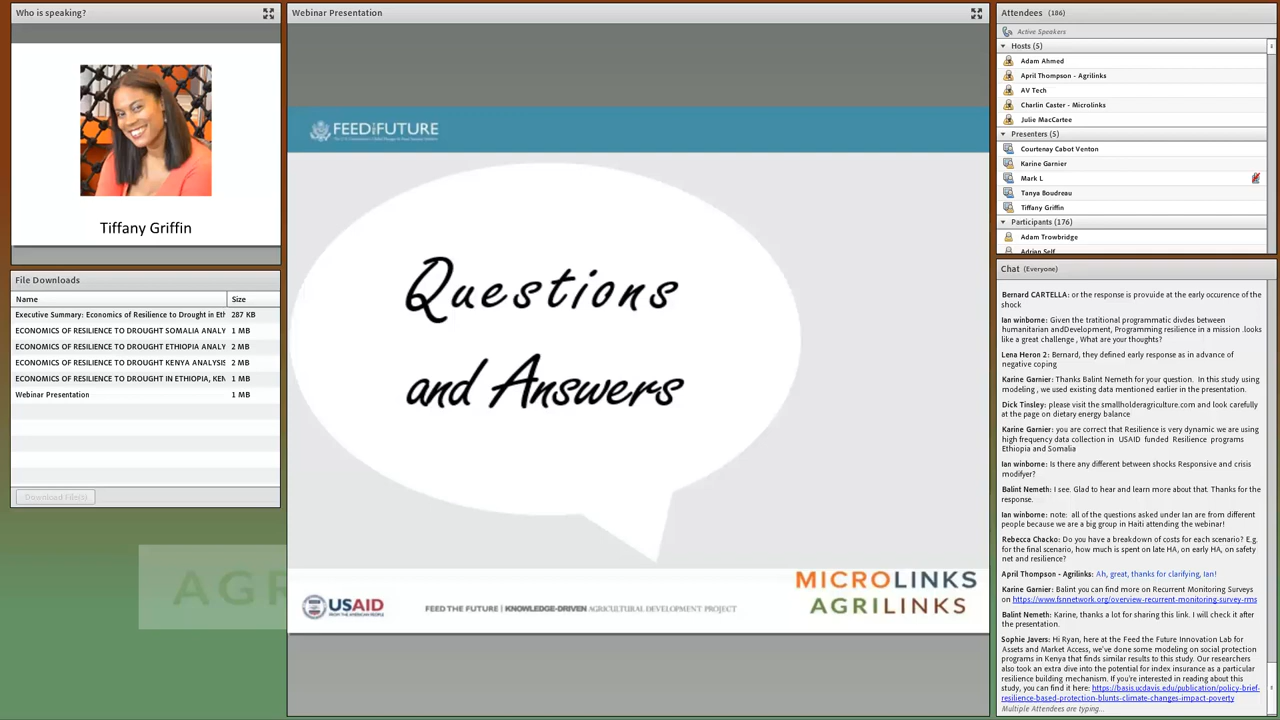 Who is speaking?
Tiffany Griffin
File Downloads
Name
Size
Executive Summary: Economics of Resilience to Drought in Eth
287 KB
ECONOMICS OF RESILIENCE TO DROUGHT SOMALIA ANALY
1 MB
ECONOMICS OF RESILIENCE TO DROUGHT ETHIOPIA ANALY
2 MB
ECONOMICS OF RESILIENCE TO DROUGHT KENYA ANALYSIS
2 MB
ECONOMICS OF RESILIENCE TO DROUGHT IN ETHIOPIA, KEN
1 MB
Webinar Presentation
1 MB
Download File(s)
AGR
Webinar Presentation
FEED THE FUTURE
Questions
and Answers
USAID
FROM THE AMERICAN PEOPLE
FEED THE FUTURE | KNOWLEDGE-DRIVEN AGRICULTURAL DEVELOPMENT PROJECT
MICROLINKS
AGRILINKS
Attendees (186)
Active Speakers
Hosts (5)
Adam Ahmed
April Thompson - Agrilinks
AV Tech
Charlin Caster - Microlinks
Julie MacCartee
Presenters (5)
Courtenay Cabot Venton
Karine Garnier
Mark L
Tanya Boudreau
Tiffany Griffin
Participants (176)
Adam Trowbridge
Adrian Self
Chat (Everyone)
Bernard CARTELLA: or the response is provuide at the early occurence of the
shock
Ian winborne: Given the tratitional programmatic divdes between
humanitarian andDevelopment, Programming resilience in a mission .looks
like a great challenge , What are your thoughts?
Lena Heron 2: Bernard, they defined early response as in advance of
negative coping
Karine Garnier: Thanks Balint Nemeth for your question. In this study using
modeling , we used existing data mentioned earlier in the presentation.
Dick Tinsley: please visit the smallholderagriculture.com and look carefully
at the page on dietary energy balance
Karine Garnier: you are correct that Resilience is very dynamic we are using
high frequency data collection in USAID funded Resilience programs
Ethiopia and Somalia
Ian winborne: Is there any different between shocks Responsive and crisis
modifyer?
Balint Nemeth: I see. Glad to hear and learn more about that. Thanks for the
response.
Ian winborne: note: all of the questions asked under Ian are from different
people because we are a big group in Haiti attending the webinar!
Rebecca Chacko: Do you have a breakdown of costs for each scenario? E.g.
for the final scenario, how much is spent on late HA, on early HA, on safety
net and resilience?
April Thompson - Agrilinks: Ah, great, thanks for clarifying, Ian!
Karine Garnier: Balint you can find more on Recurrent Monitoring Surveys
on https://www.fsnnetwork.org/overview-recurrent-monitoring-survey-rms
Balint Nemeth: Karine, thanks a lot for sharing this link. I will check it after
the presentation.
Sophie Javers: Hi Ryan, here at the Feed the Future Innovation Lab for
Assets and Market Access, we've done some modeling on social protection
programs in Kenya that finds similar results to this study. Our researchers
also took an extra dive into the potential for index insurance as a particular
resilience building mechanism. If you're interested in reading about this
study, you can find it here: https://basis.ucdavis.edu/publication/policy-brief-
resilience-based-protection-blunts-climate-changes-impact-poverty
Multiple Attendees are typing...